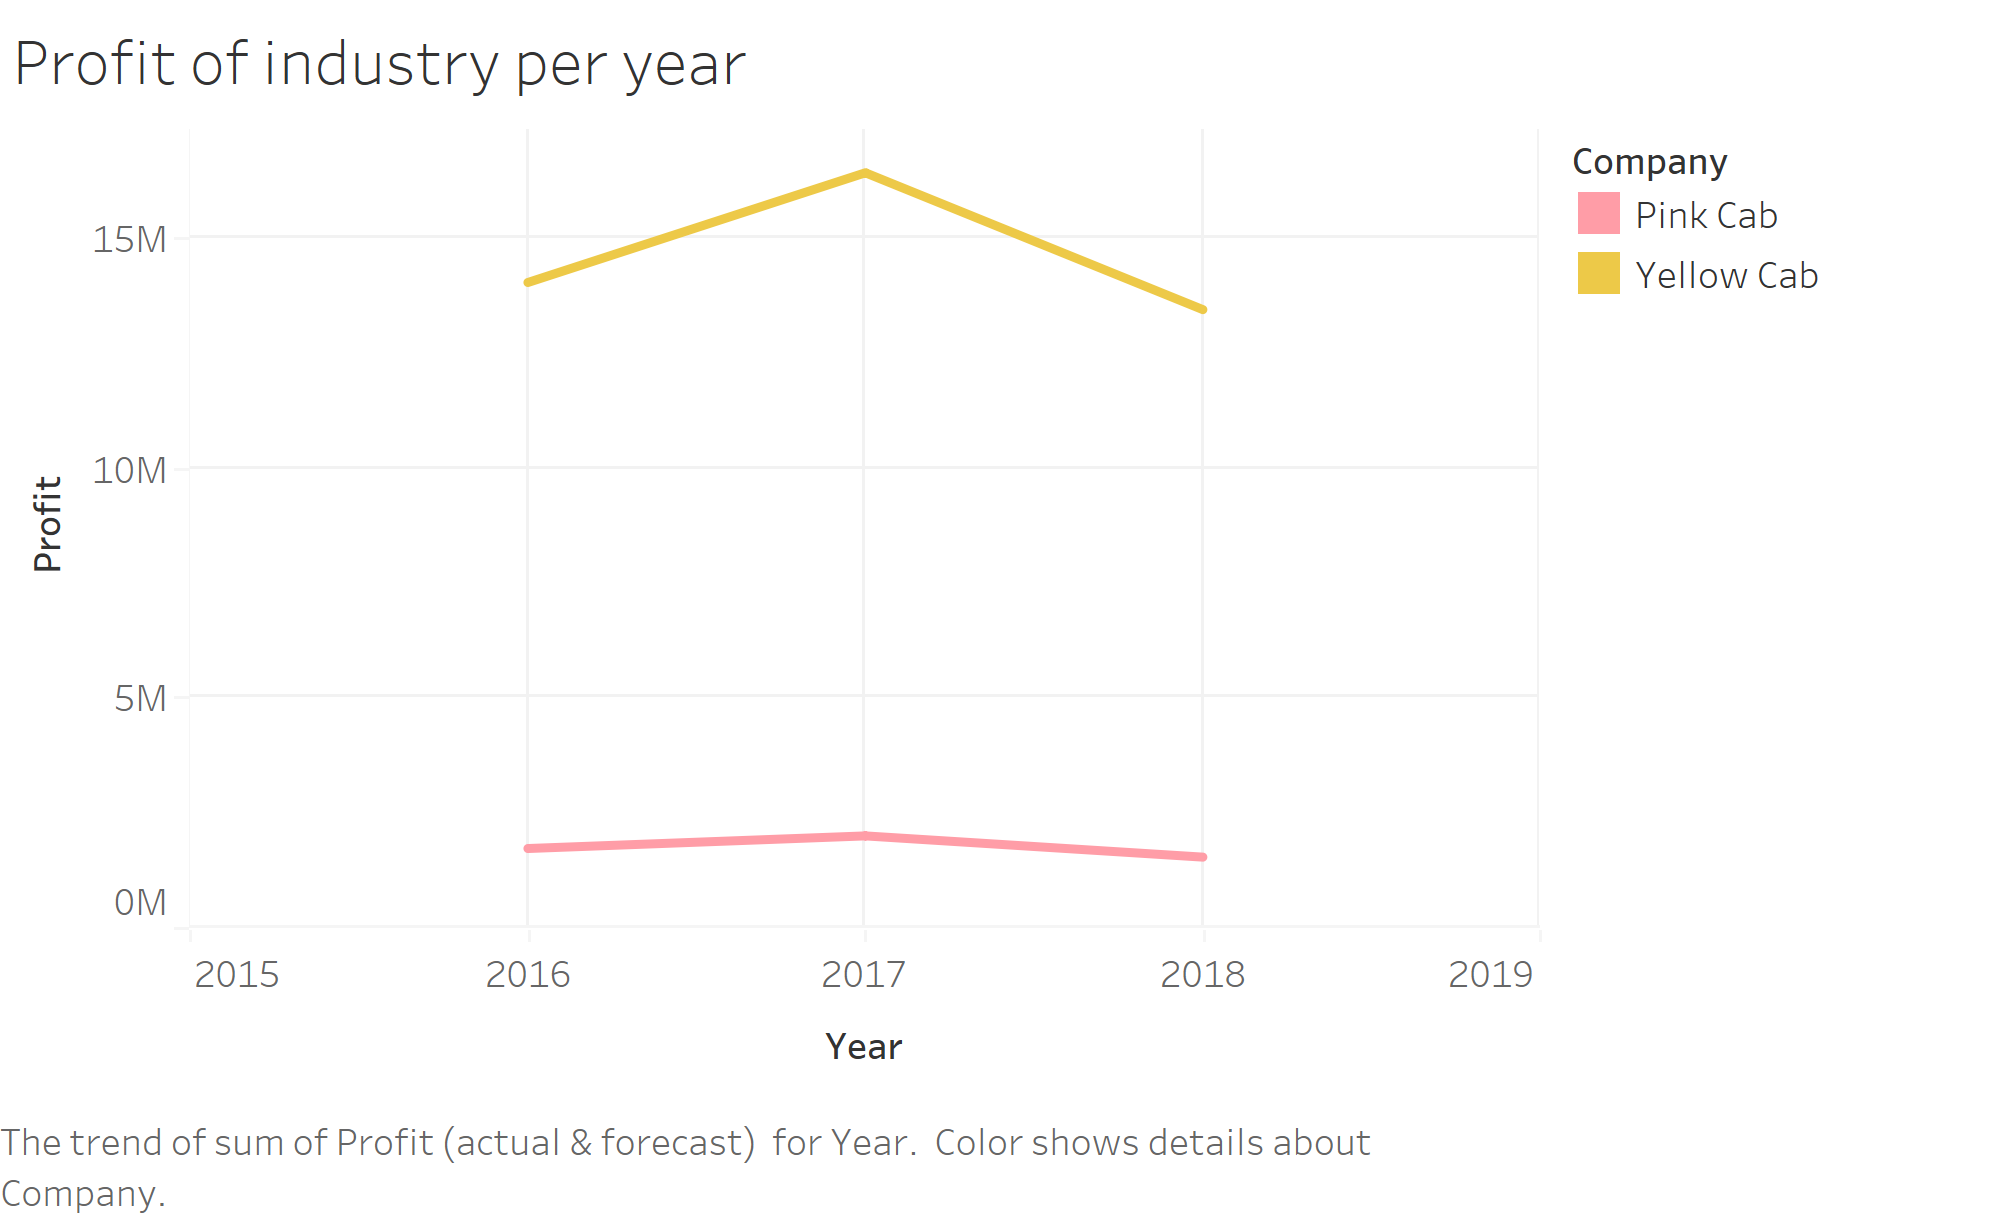 Profit of industry per year
Company
Pink Cab
Yellow Cab
15M
10M
5M
0M
Profit
2015
2016
2017
2018
2019
Year
The trend of sum of Profit (actual & forecast)  for Year.  Color shows details about
Company.